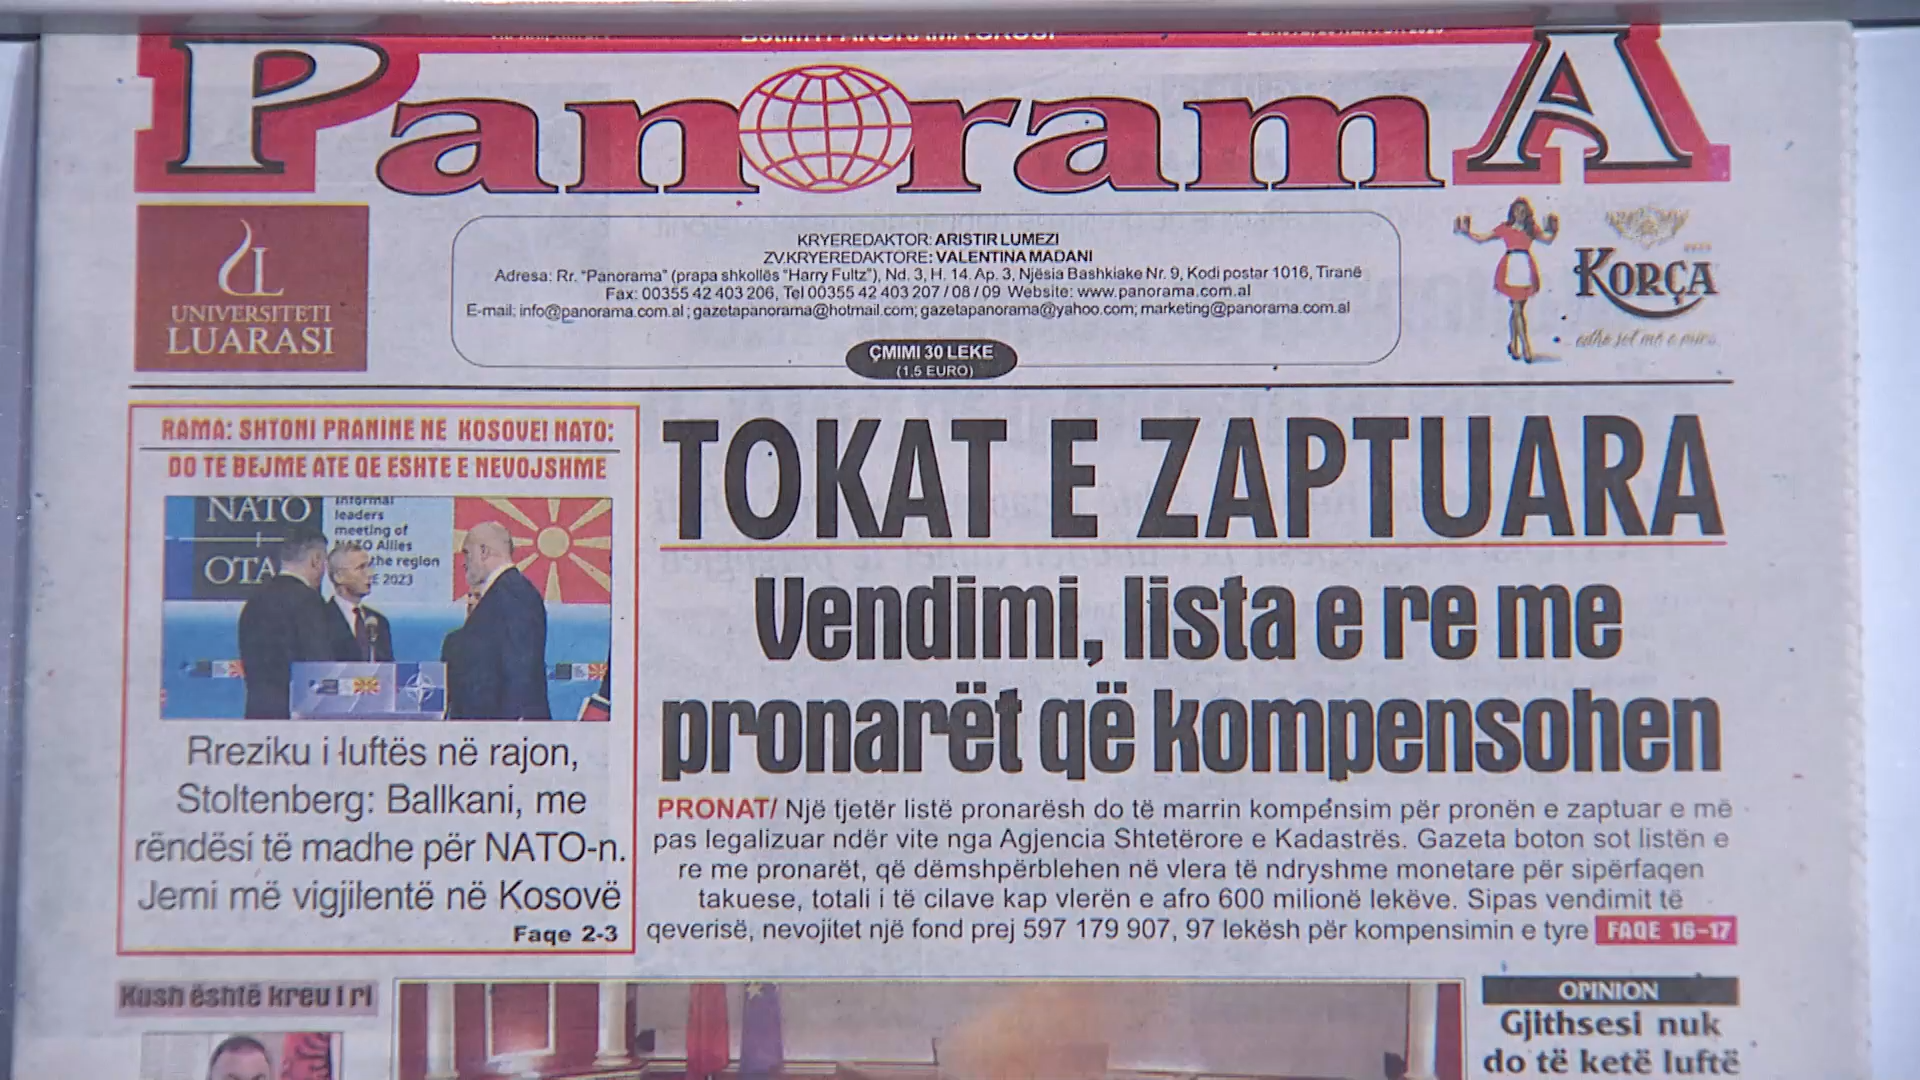 PanoramA
UNIVERSITETI
LUARASI
KRYEREDAKTOR: ARISTIR LUMEZI
ZV.KRYEREDAKTORE: VALENTINA MADANI
Adresa: Rr. “Panorama” (prapa shkollës “Harry Fultz”), Nd. 3, H. 14. Ap. 3, Njësia Bashkiake Nr. 9, Kodi postar 1016, Tiranë
Fax: 00355 42 403 206, Tel 00355 42 403 207 / 08 / 09 Website: www.panorama.com.al
E-mail: info@panorama.com.al; gazetapanorama@hotmail.com; gazetapanorama@yahoo.com; marketing@panorama.com.al
ÇMIMI 30 LEKE
(1,5 EURO)
KORÇA
RAMA: SHTONI PRANINE NE KOSOVE! NATO:
DO TE BEJME ATE QE ESHTE E NEVOJSHME
NATO
OTA
Informal
leaders
meeting of
NATO Allies
the region
2023
Rreziku i luftës në rajon,
Stoltenberg: Ballkani, me
rëndësi të madhe për NATO-n.
Jemi më vigjilentë në Kosovë
Faqe 2-3
TOKAT E ZAPTUARA
Vendimi, lista e re me
pronarët që kompensohen
PRONAT/ Një tjetër listë pronarësh do të marrin kompensim për pronën e zaptuar e më
pas legalizuar ndër vite nga Agjencia Shtetërore e Kadastrës. Gazeta boton sot listën e
re me pronarët, që dëmshpërblehen në vlera të ndryshme monetare për sipërfaqen
takuese, totali i të cilave kap vlerën e afro 600 milionë lekëve. Sipas vendimit të
qeverisë, nevojitet një fond prej 597 179 907, 97 lekësh për kompensimin e tyre FAQE 16-17
Kush është kreu i ri
OPINION
Gjithsesi nuk
do të ketë luftë